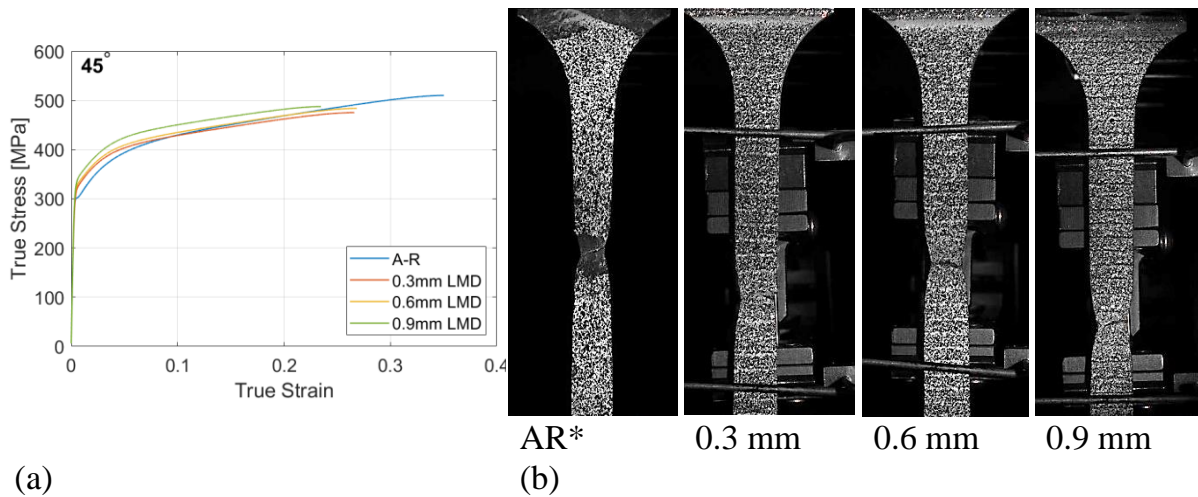 600
45°
500
400
300
200
100
0
True Stress [MPa]
0
0.1
0.2
0.3
0.4
True Strain
A-R
0.3mm LMD
0.6mm LMD
0.9mm LMD
AR*
0.3 mm
0.6 mm
0.9 mm
(a)
(b)